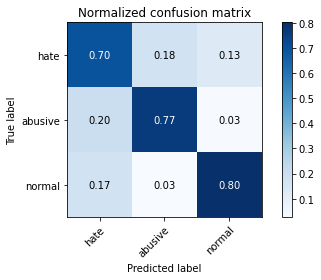 Normalized confusion matrix
True label
hate
0.70 0.18 0.13
abusive
0.20 0.77 0.03
normal
0.17 0.03 0.80
hate abusive normal
Predicted label
0.8
0.7
0.6
0.5
0.4
0.3
0.2
0.1